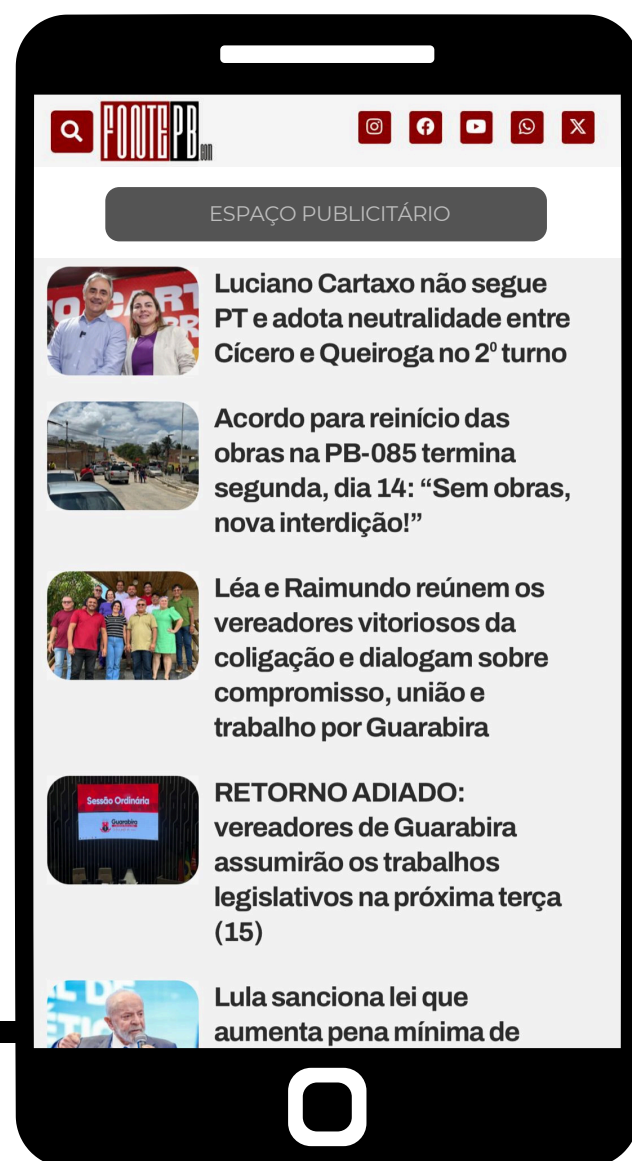 FONTEPB.com
ESPAÇO PUBLICITÁRIO
Luciano Cartaxo não segue
PT e adota neutralidade entre
Cícero e Queiroga no 2º turno
Acordo para reinício das
obras na PB-085 termina
segunda, dia 14: “Sem obras,
nova interdição!”
Léa e Raimundo reúnem os
vereadores vitoriosos da
coligação e dialogam sobre
compromisso, união e
trabalho por Guarabira
Sessão Ordinária
Guarabira
RETORNO ADIADO:
vereadores de Guarabira
assumirão os trabalhos
legislativos na próxima terça
(15)
Lula sanciona lei que
aumenta pena mínima de